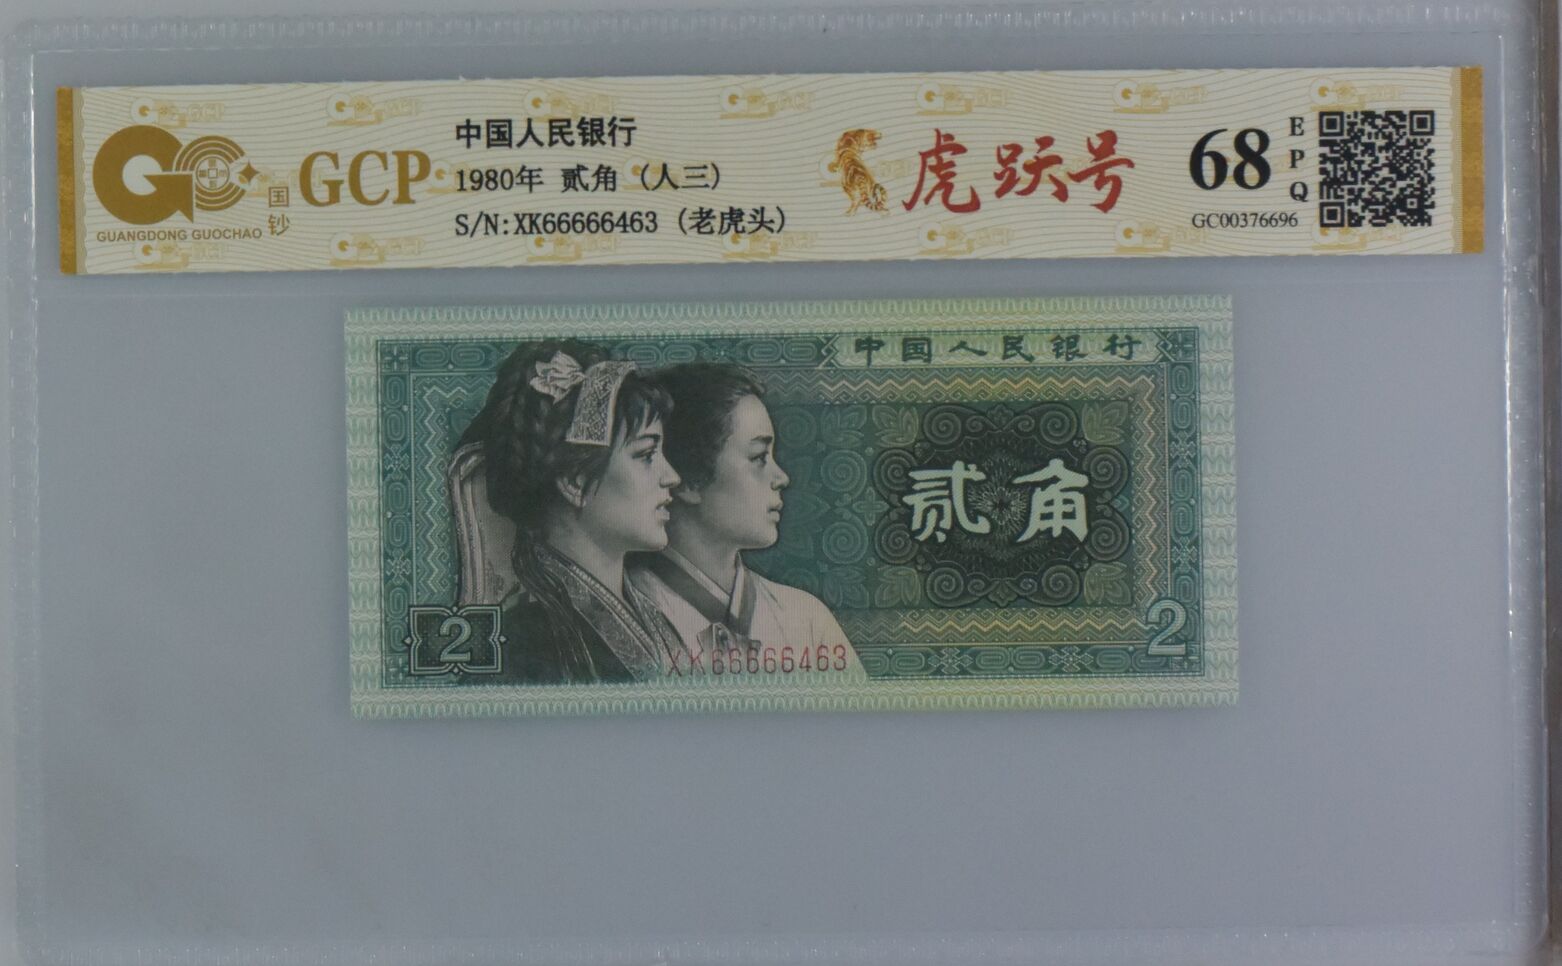 GCP
国钞
GUANGDONG GUOCHAO
中国人民银行
1980年 贰角 (人三)
S/N:XK66666463 (老虎头)
虎跃号
68
EPQ
GC00376696
中国人民银行
贰角
2
2
XK66666463